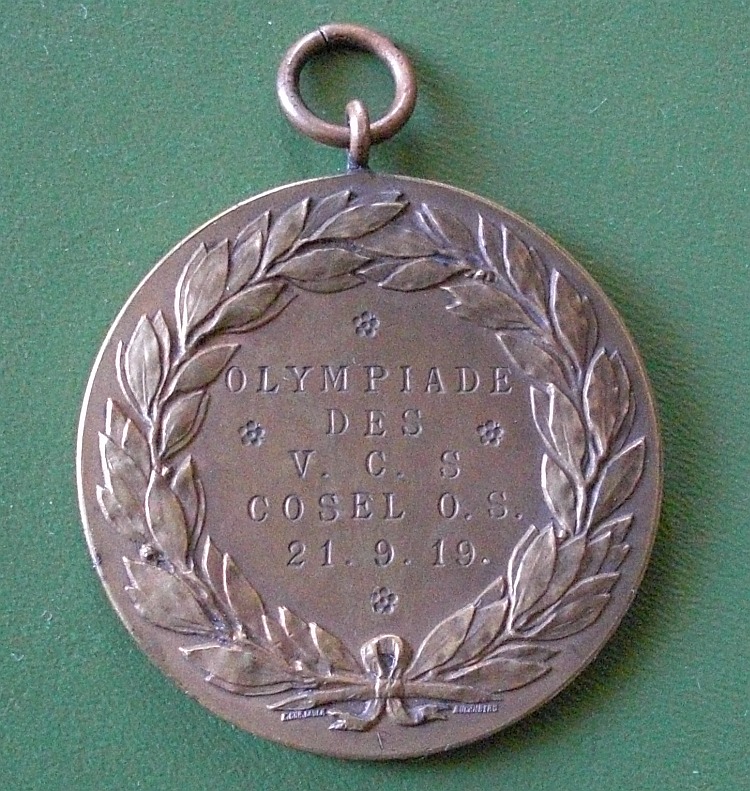 OLYMPIADE
DES
V. C. S
COSEL O.S.
21.9.19.